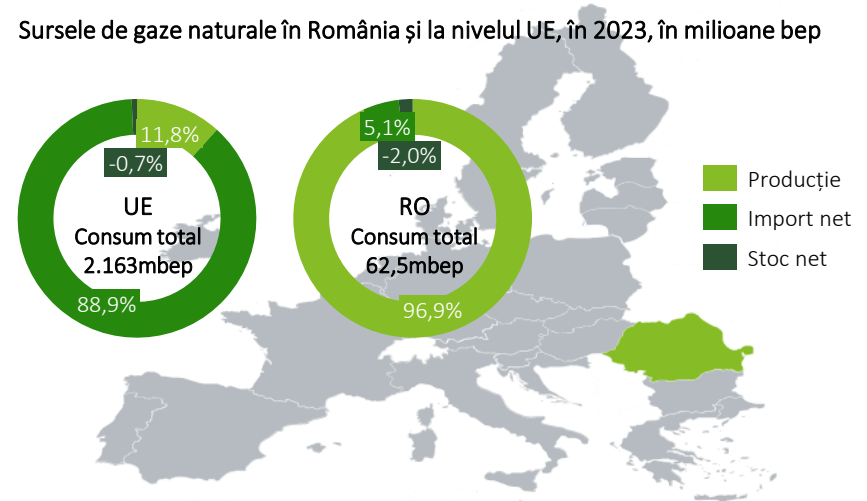 Sursele de gaze naturale în România și la nivelul UE, în 2023, în milioane bep
11,8%
-0,7%
UE
Consum total
2.163mbep
88,9%
5,1%
-2,0%
RO
Consum total
62,5mbep
96,9%
Producție
Import net
Stoc net